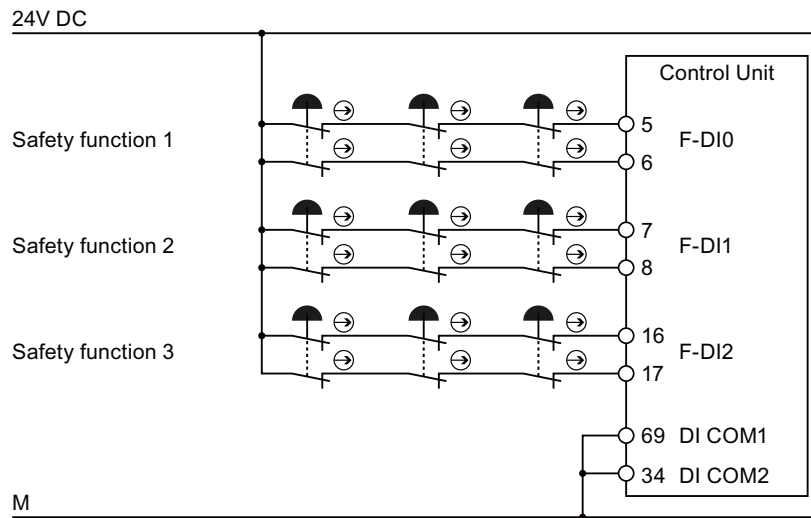 24V DC
Control Unit
Safety function 1
5
F-DI0
6
Safety function 2
7
F-DI1
8
Safety function 3
16
F-DI2
17
69 DI COM1
34 DI COM2
M